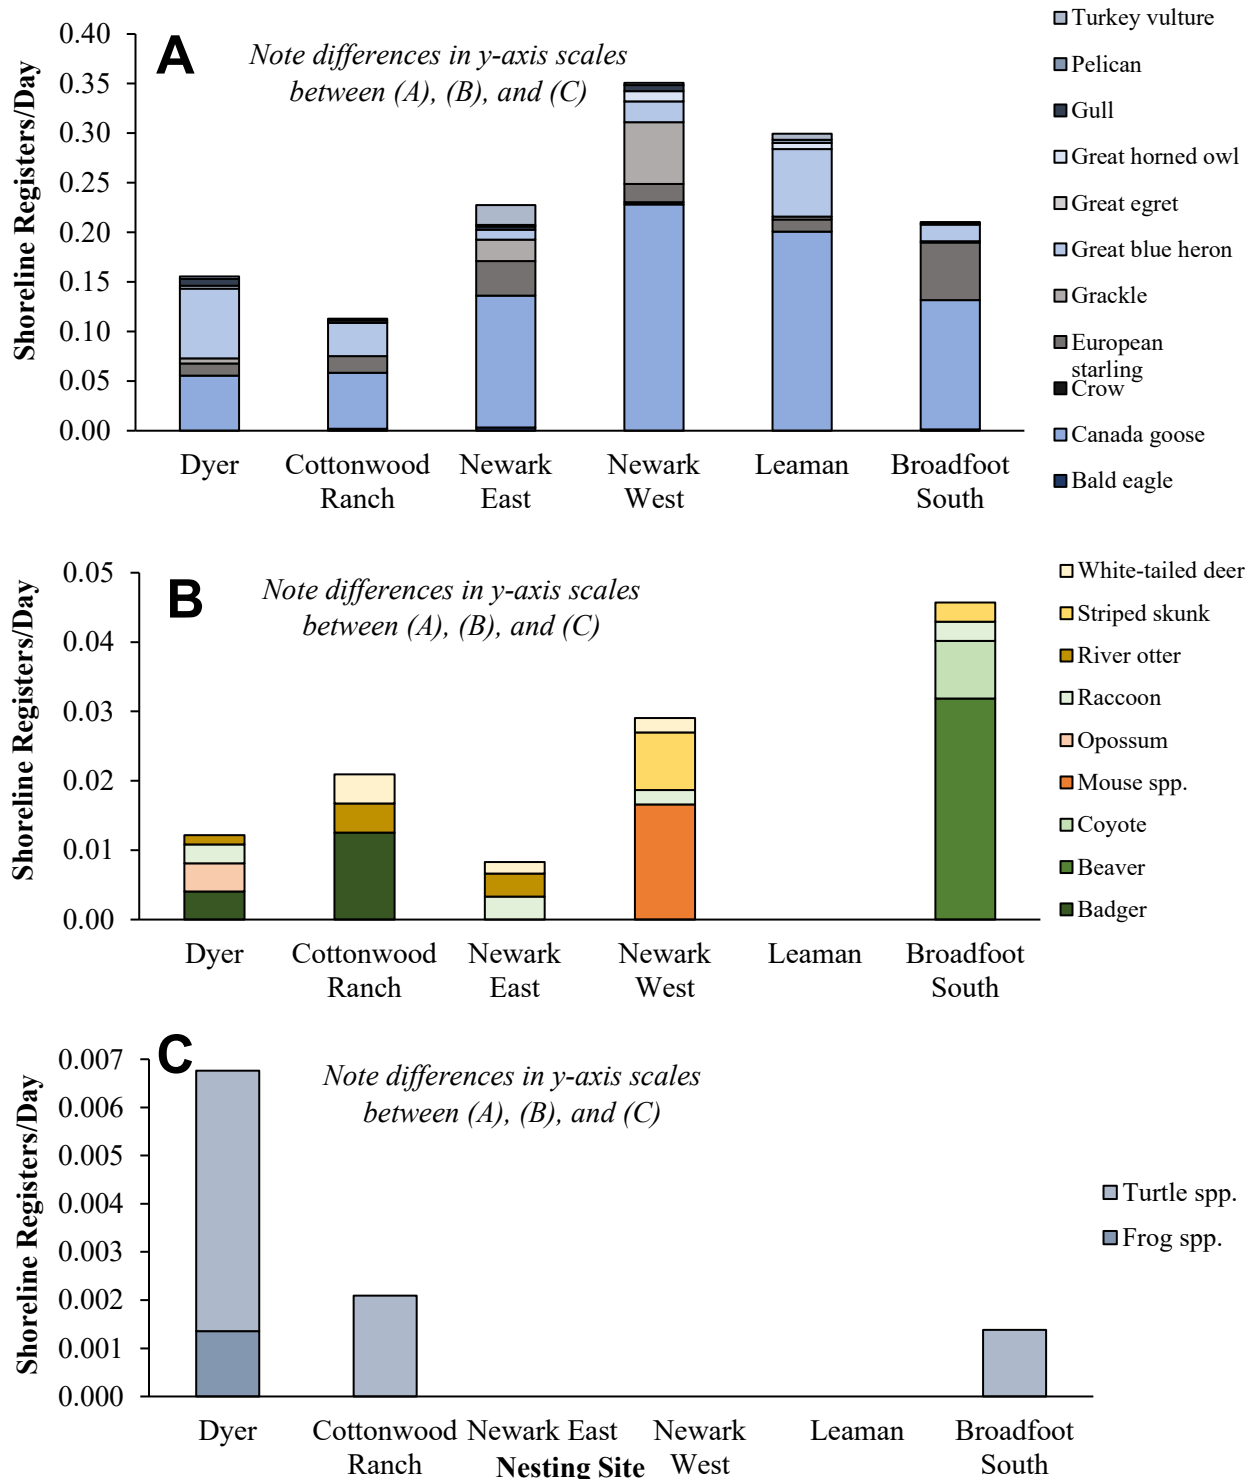 A
Note differences in y-axis scales
between (A), (B), and (C)
Shoreline Registers/Day
0.40
0.35
0.30
0.25
0.20
0.15
0.10
0.05
0.00
Dyer
Cottonwood
Ranch
Newark
East
Newark
West
Leaman
Broadfoot
South
Turkey vulture
Pelican
Gull
Great horned owl
Great egret
Great blue heron
Grackle
European
starling
Crow
Canada goose
Bald eagle
B
Note differences in y-axis scales
between (A), (B), and (C)
Shoreline Registers/Day
0.05
0.04
0.03
0.02
0.01
0.00
Dyer
Cottonwood
Ranch
Newark
East
Newark
West
Leaman
Broadfoot
South
White-tailed deer
Striped skunk
River otter
Raccoon
Opossum
Mouse spp.
Coyote
Beaver
Badger
C
Note differences in y-axis scales
between (A), (B), and (C)
Shoreline Registers/Day
0.007
0.006
0.005
0.004
0.003
0.002
0.001
0.000
Dyer
Cottonwood
Ranch
Newark East
Newark
West
Leaman
Broadfoot
South
Turtle spp.
Frog spp.
Nesting Site